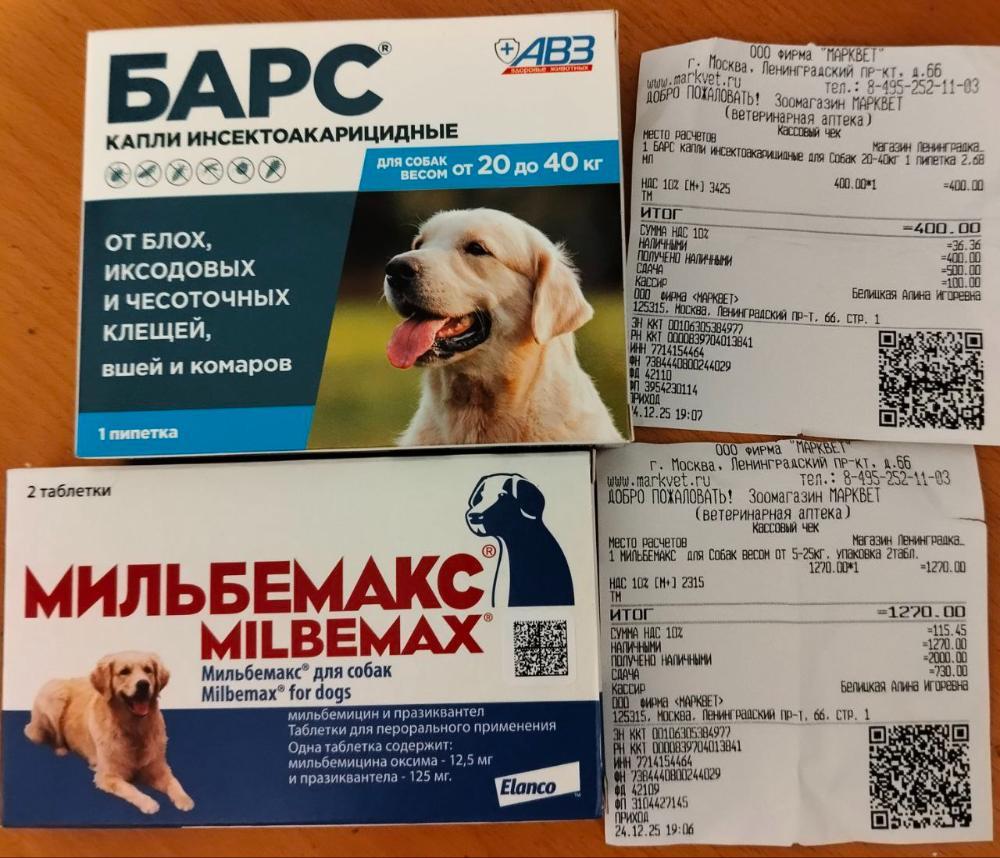 БАРС®
АВЗ
здоровье животных
КАПЛИ ИНСЕКТОАКАРИЦИДНЫЕ
ДЛЯ СОБАК
ВЕСОМ ОТ 20 ДО 40 КГ
ОТ БЛОХ,
ИКСОДОВЫХ
И ЧЕСОТОЧНЫХ
КЛЕЩЕЙ,
ВШЕЙ И КОМАРОВ
1 пипетка
ООО ФИРМА "МАРКВЕТ"
г. Москва, Ленинградский пр-кт, д.66
www.markvet.ru тел.: 8-495-252-11-03
ДОБРО ПОЖАЛОВАТЬ! Зоомагазин МАРКВЕТ
(ветеринарная аптека)
Кассовый чек
Место расчетов Магазин Ленинградка_
1 БАРС капли инсектоакарицидные для Собак 20-40кг 1 пипетка 2.68
мл
400.00*1 =400.00
НДС 10% [М+] 3425
ТМ
ИТОГ =400.00
СУММА НДС 10% =36.36
НАЛИЧНЫМИ =400.00
ПОЛУЧЕНО НАЛИЧНЫМИ =500.00
СДАЧА =100.00
Кассир Белицкая Алина Игоревна
ООО ФИРМА <МАРКВЕТ>
125315, МОСКВА, ЛЕНИНГРАДСКИЙ ПР-Т, 66, СТР. 1
ЗН ККТ 00106305384977
РН ККТ 0000839704013841
ИНН 7714154464
ФН 7384440800244029
ФД 42110
ФП 3954230114
ПРИХОД
24.12.25 19:07
2 таблетки
МИЛЬБЕМАКС®
MILBEMAX®
Мильбемакс® для собак
Milbemax® for dogs
мильбемицин и празиквантел
Таблетки для перорального применения
Одна таблетка содержит:
мильбемицина оксима - 12,5 мг
и празиквантела - 125 мг.
Elanco™
ООО ФИРМА "МАРКВЕТ"
г. Москва, Ленинградский пр-кт, д.66
www.markvet.ru тел.: 8-495-252-11-03
ДОБРО ПОЖАЛОВАТЬ! Зоомагазин МАРКВЕТ
(ветеринарная аптека)
Кассовый чек
Место расчетов Магазин Ленинградка_
1 МИЛЬБЕМАКС для Собак весом от 5-25кг, упаковка 2табл.
1270.00*1 =1270.00
НДС 10% [М+] 2315
ТМ
ИТОГ =1270.00
СУММА НДС 10% =115.45
НАЛИЧНЫМИ =1270.00
ПОЛУЧЕНО НАЛИЧНЫМИ =2000.00
СДАЧА =730.00
Кассир Белицкая Алина Игоревна
ООО ФИРМА <МАРКВЕТ>
125315, МОСКВА, ЛЕНИНГРАДСКИЙ ПР-Т, 66, СТР. 1
ЗН ККТ 00106305384977
РН ККТ 0000839704013841
ИНН 7714154464
ФН 7384440800244029
ФД 42109
ФП 3104427145
ПРИХОД
24.12.25 19:06